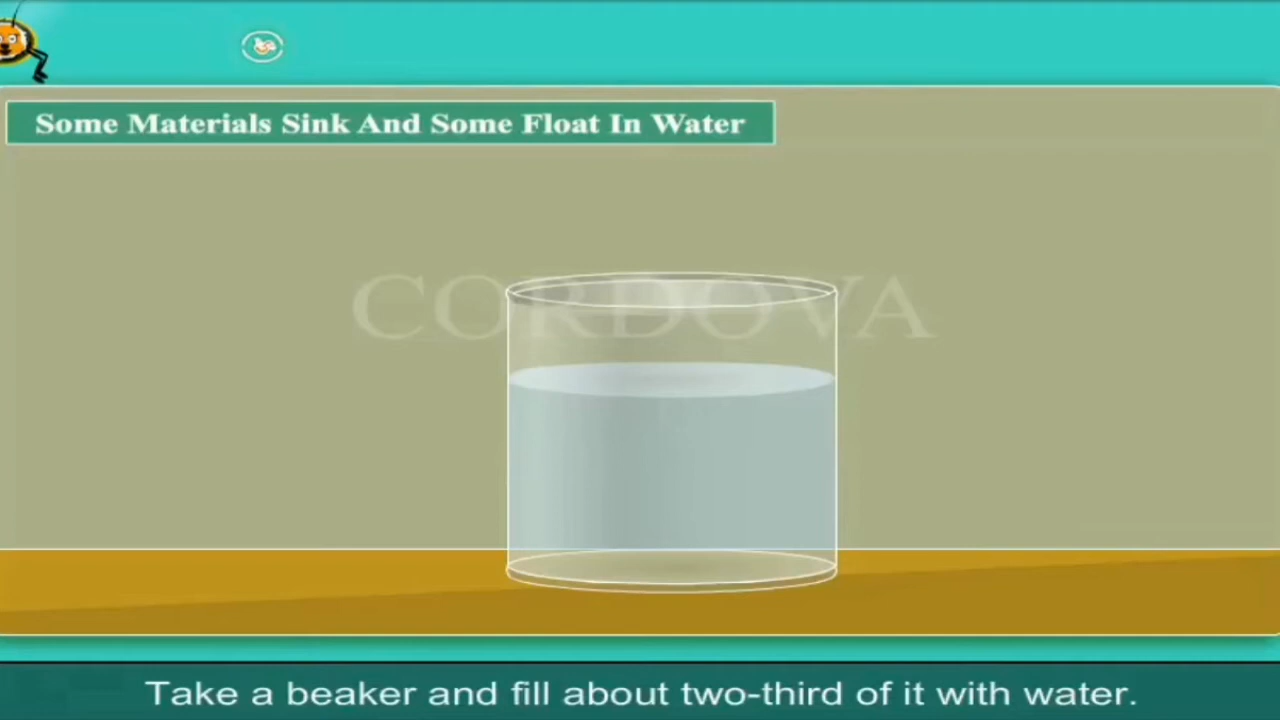 Some Materials Sink And Some Float In Water
CORDOVA
Take a beaker and fill about two-third of it with water.